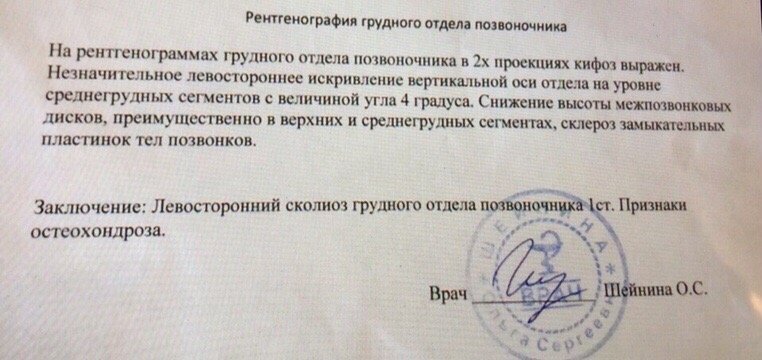 Рентгенография грудного отдела позвоночника
На рентгенограммах грудного отдела позвоночника в 2х проекциях кифоз выражен.
Незначительное левостороннее искривление вертикальной оси отдела на уровне
среднегрудных сегментов с величиной угла 4 градуса. Снижение высоты межпозвонковых
дисков, преимущественно в верхних и среднегрудных сегментах, склероз замыкательных
пластинок тел позвонков.
Заключение: Левосторонний сколиоз грудного отдела позвоночника 1ст. Признаки
остеохондроза.
Врач Шейнина О.С.
ШЕЙНИНА
ВРАЧ
Ольга Сергеевна